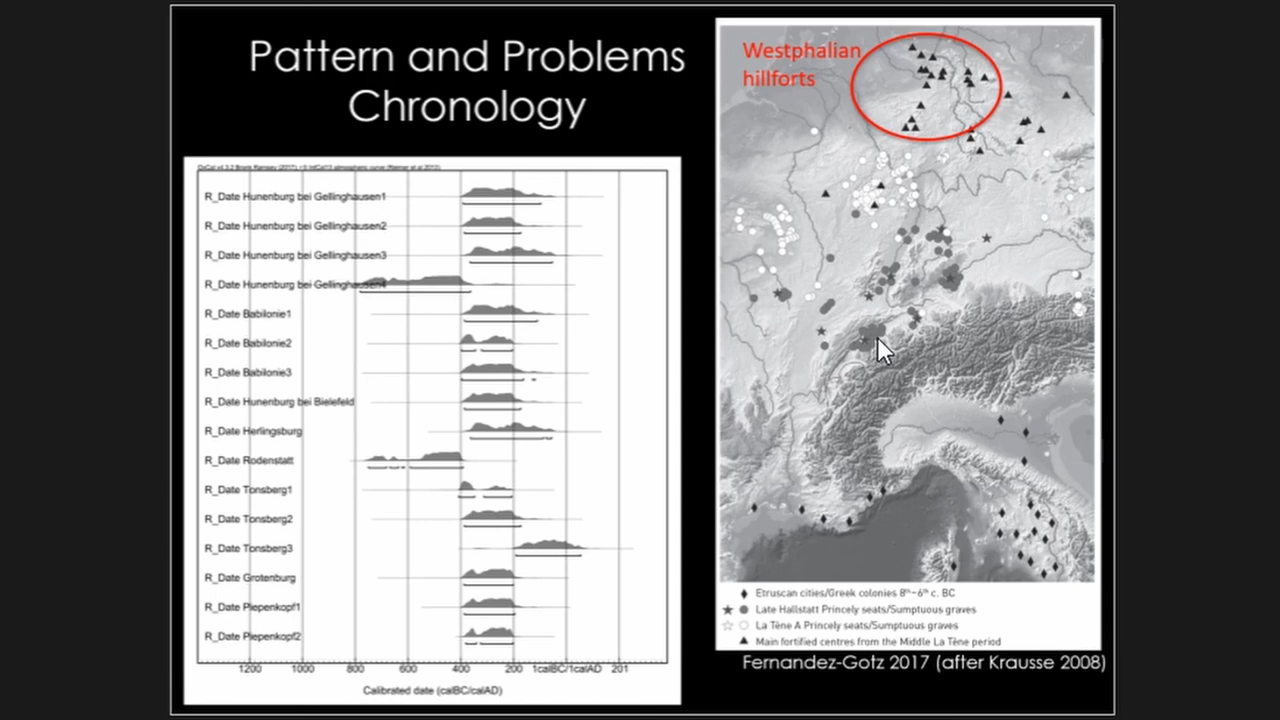 Pattern and Problems
Chronology
Westphalian
hillforts
OxCal v4.3.2 Bronk Ramsey (2017); r:5 IntCal13 atmospheric curve (Reimer et al 2013)
R_Date Hunenburg bei Gellinghausen1
R_Date Hunenburg bei Gellinghausen2
R_Date Hunenburg bei Gellinghausen3
R_Date Hunenburg bei Gellinghausen4
R_Date Babilonie1
R_Date Babilonie2
R_Date Babilonie3
R_Date Hunenburg bei Bielefeld
R_Date Herlingsburg
R_Date Rodenstatt
R_Date Tonsberg1
R_Date Tonsberg2
R_Date Tonsberg3
R_Date Grotenburg
R_Date Piepenkopf1
R_Date Piepenkopf2
1200 1000 800 600 400 200 1calBC/1calAD 201
Calibrated date (calBC/calAD)
Etruscan cities/Greek colonies 8th–6th c. BC
Late Hallstatt Princely seats/Sumptuous graves
La Tène A Princely seats/Sumptuous graves
Main fortified centres from the Middle La Tène period
Fernandez-Gotz 2017 (after Krausse 2008)